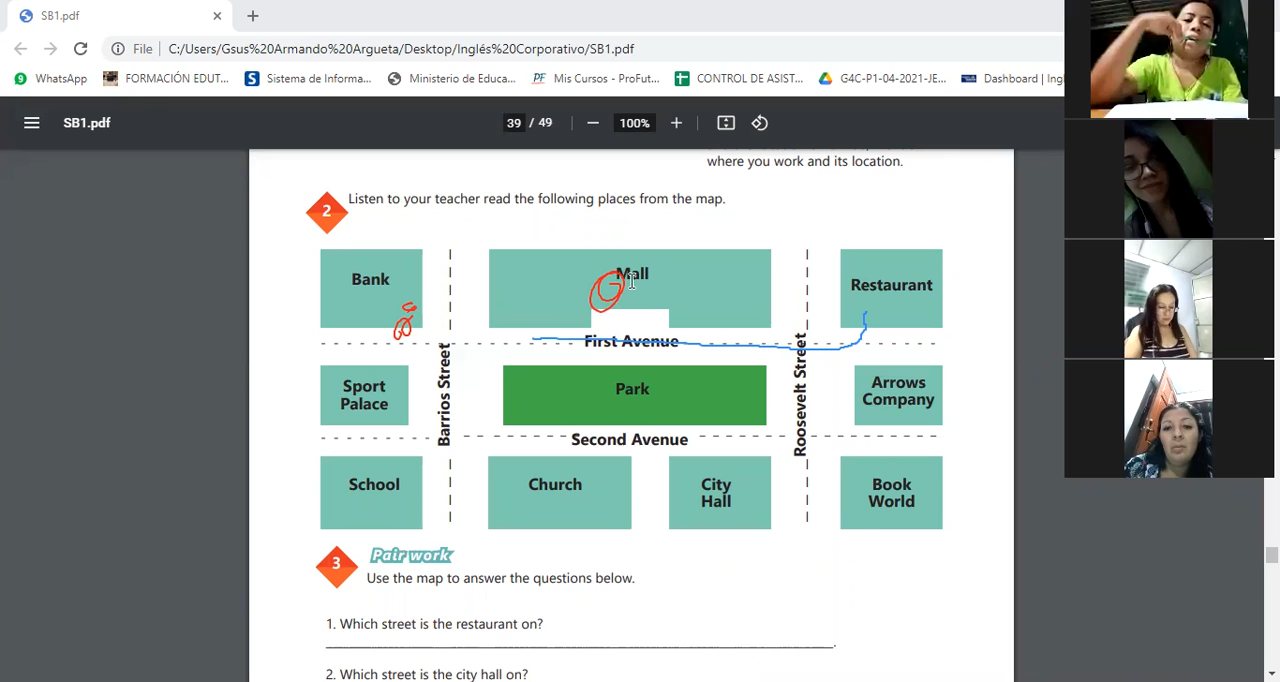 SB1.pdf
File
C:/Users/Gsus%20Armando%20Argueta/Desktop/Inglés%20Corporativo/SB1.pdf
WhatsApp
FORMACIÓN EDUT...
Sistema de Informa...
Ministerio de Educa...
Mis Cursos - ProFut...
CONTROL DE ASIST...
G4C-P1-04-2021-JE...
Dashboard | Ingl
SB1.pdf
39 / 49
100%
where you work and its location.
2
Listen to your teacher read the following places from the map.
Bank
Mall
Restaurant
First Avenue
Sport
Palace
Barrios Street
Park
Roosevelt Street
Arrows
Company
Second Avenue
School
Church
City
Hall
Book
World
3
Pair work
Use the map to answer the questions below.
1. Which street is the restaurant on?
2. Which street is the city hall on?